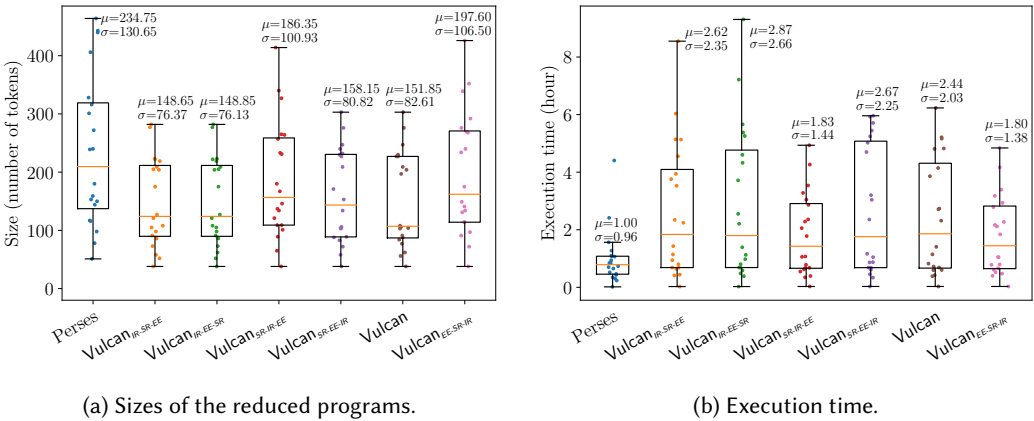 μ=234.75
σ=130.65
μ=148.65
σ=76.37
μ=148.85
σ=76.13
μ=186.35
σ=100.93
μ=158.15
σ=80.82
μ=151.85
σ=82.61
μ=197.60
σ=106.50
400
300
200
100
0
Size (number of tokens)
Perses
Vulcan_IR-SR-EE
Vulcan_IR-EE-SR
Vulcan_SR-IR-EE
Vulcan_SR-EE-IR
Vulcan
Vulcan_EE-SR-IR
(a) Sizes of the reduced programs.
μ=1.00
σ=0.96
μ=2.62
σ=2.35
μ=2.87
σ=2.66
μ=1.83
σ=1.44
μ=2.67
σ=2.25
μ=2.44
σ=2.03
μ=1.80
σ=1.38
8
6
4
2
0
Execution time (hour)
Perses
Vulcan_IR-SR-EE
Vulcan_IR-EE-SR
Vulcan_SR-IR-EE
Vulcan_SR-EE-IR
Vulcan
Vulcan_EE-SR-IR
(b) Execution time.